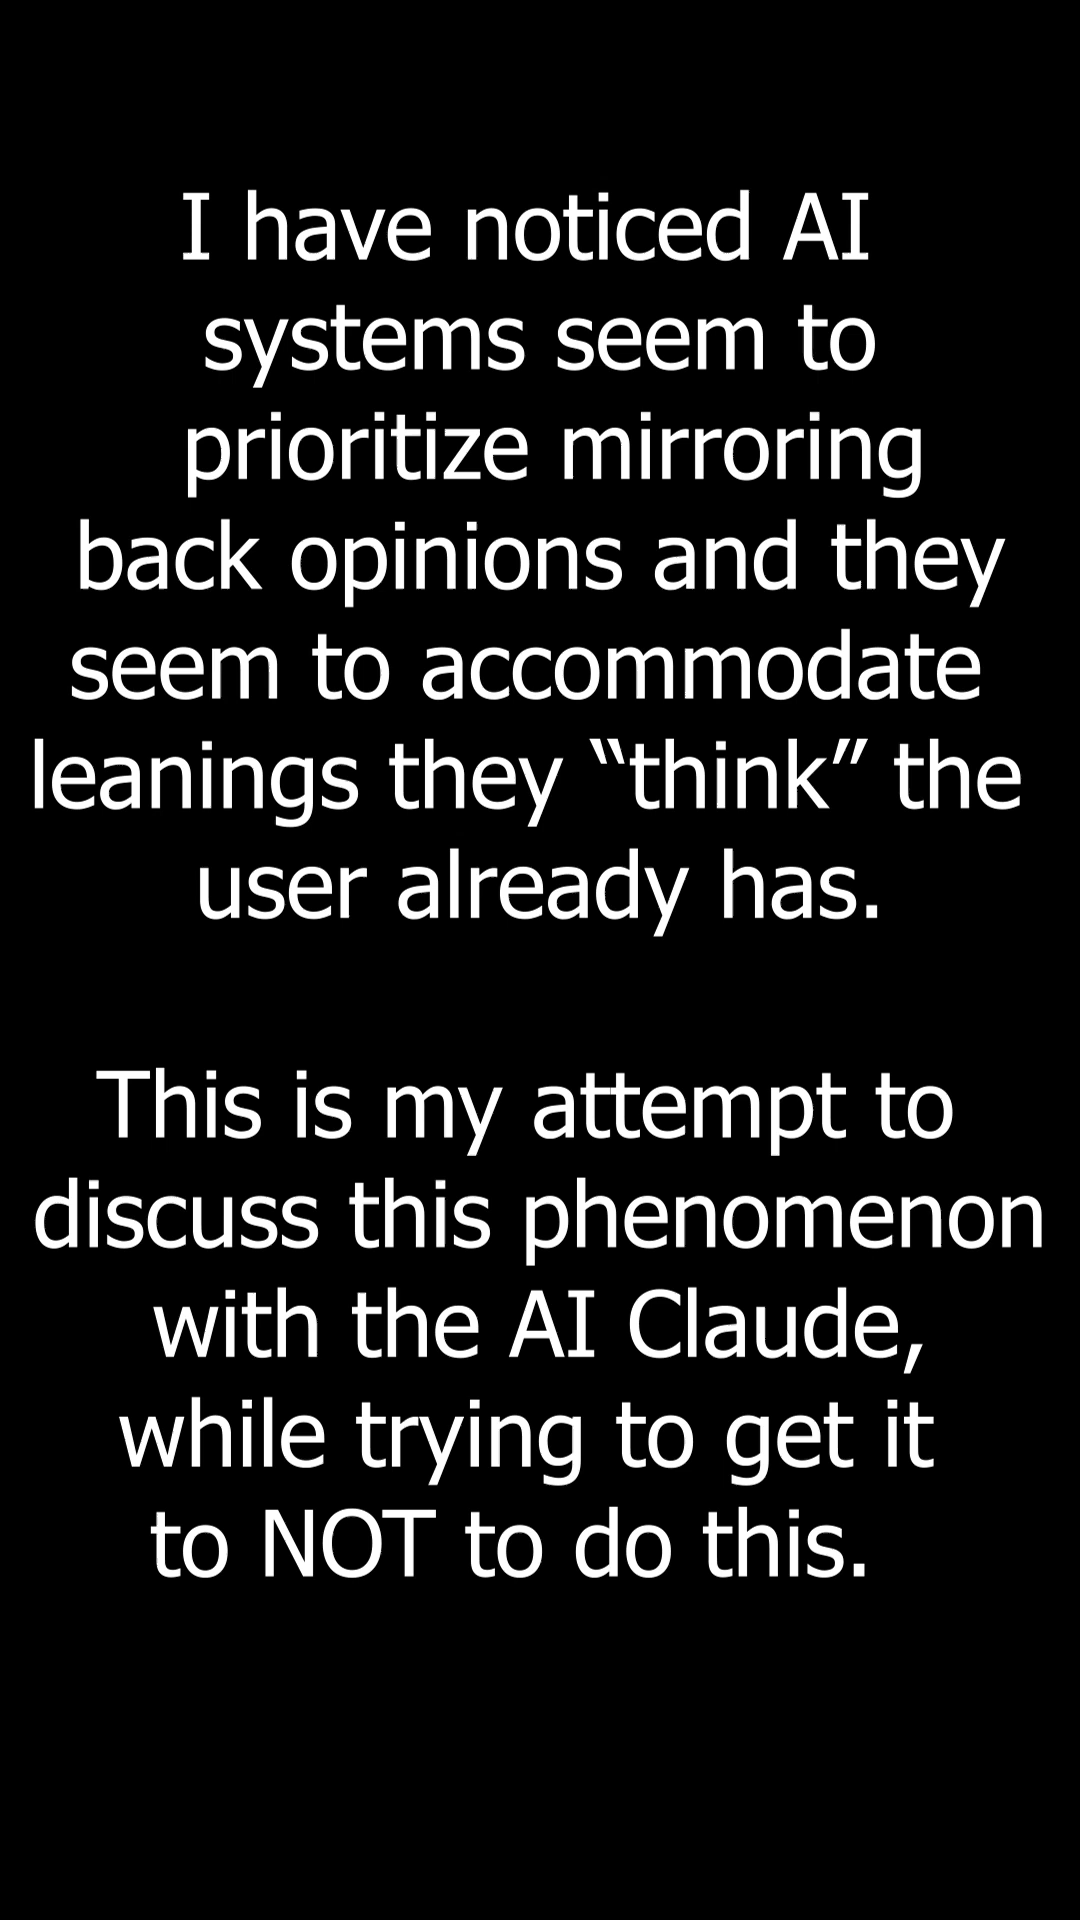 I have noticed AI
systems seem to
prioritize mirroring
back opinions and they
seem to accommodate
leanings they “think” the
user already has.
This is my attempt to
discuss this phenomenon
with the AI Claude,
while trying to get it
to NOT to do this.